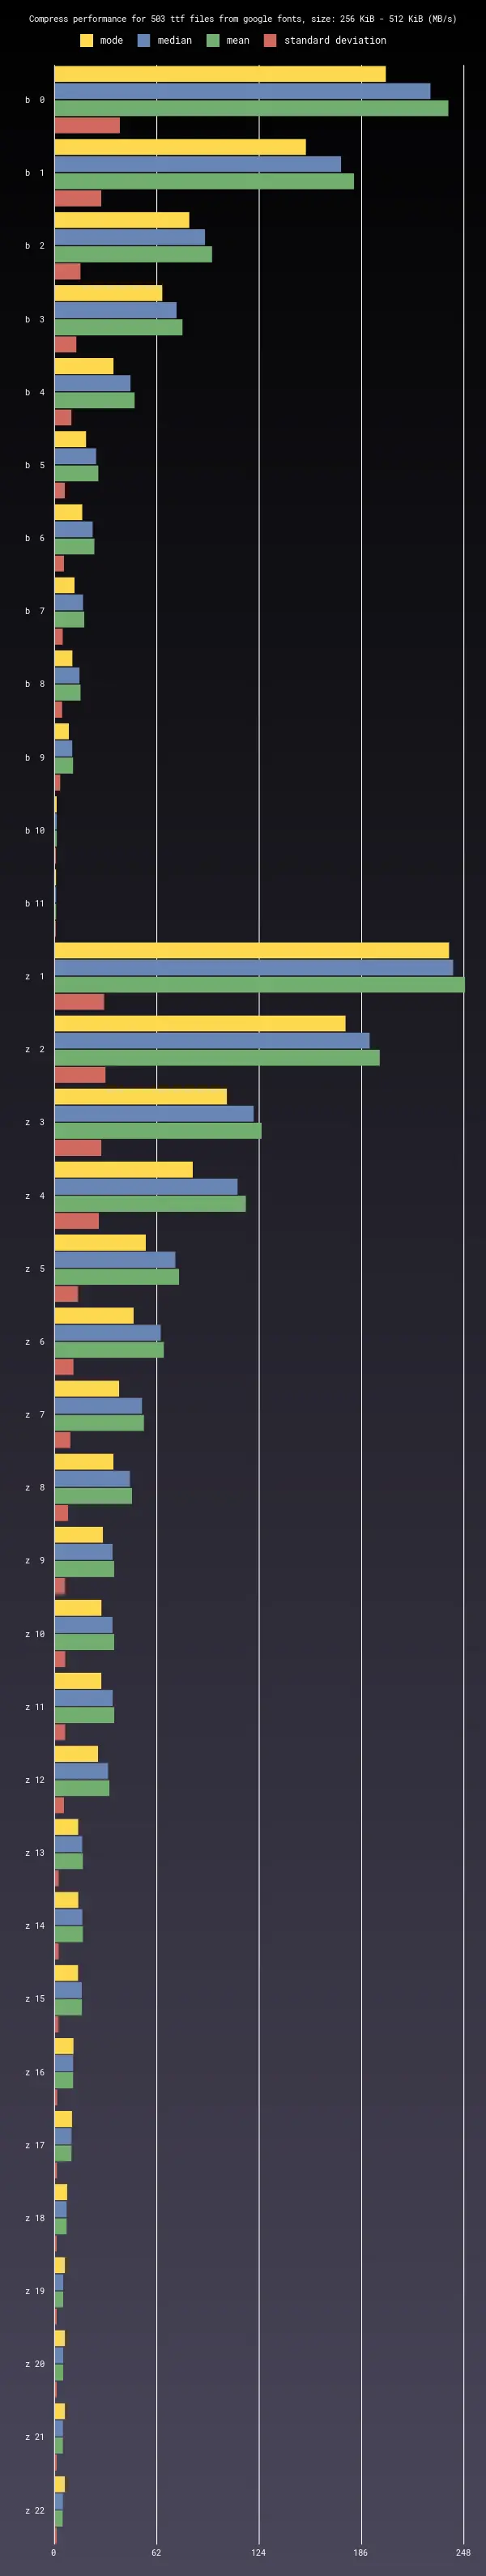 Compress performance for 503 ttf files from google fonts, size: 256 KiB - 512 KiB (MB/s)
mode median mean standard deviation
b 0
b 1
b 2
b 3
b 4
b 5
b 6
b 7
b 8
b 9
b 10
b 11
z 1
z 2
z 3
z 4
z 5
z 6
z 7
z 8
z 9
z 10
z 11
z 12
z 13
z 14
z 15
z 16
z 17
z 18
z 19
z 20
z 21
z 22
0 62 124 186 248